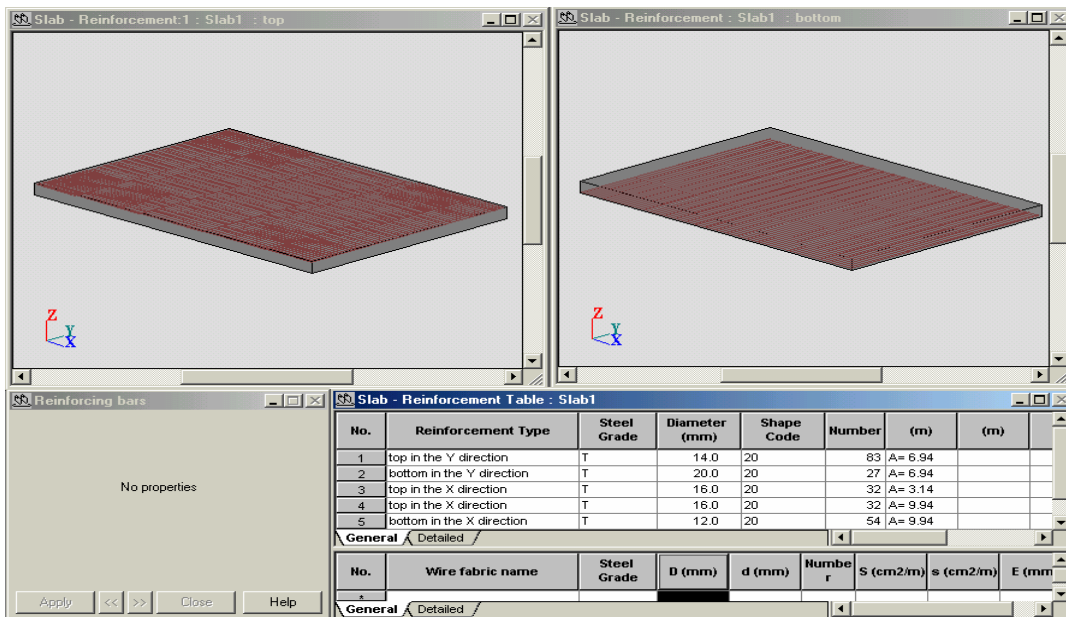 Slab - Reinforcement:1 : Slab1 : top
Z
Y
X
Slab - Reinforcement : Slab1 : bottom
Z
Y
X
Reinforcing bars
No properties
Apply << >> Close Help
Slab - Reinforcement Table : Slab1
No. Reinforcement Type Steel Grade Diameter (mm) Shape Code Number (m) (m)
1 top in the Y direction T 14.0 20 83 A= 6.94
2 bottom in the Y direction T 20.0 20 27 A= 6.94
3 top in the X direction T 16.0 20 32 A= 3.14
4 top in the X direction T 16.0 20 32 A= 9.94
5 bottom in the X direction T 12.0 20 54 A= 9.94
General Detailed
No. Wire fabric name Steel Grade D (mm) d (mm) Number S (cm2/m) s (cm2/m) E (mm
*
General Detailed